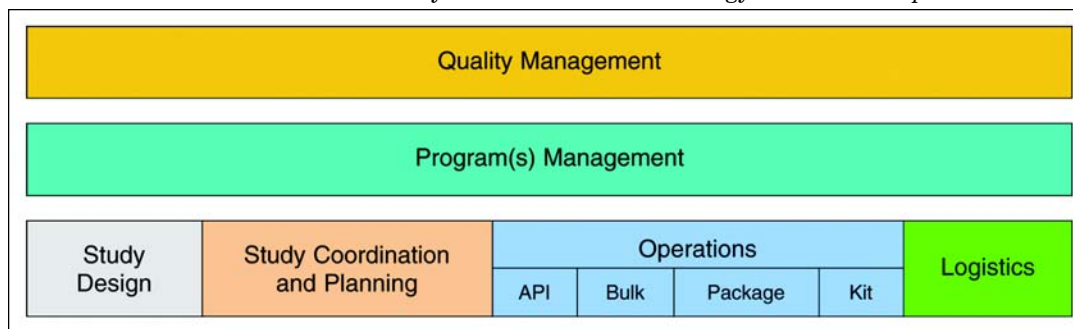 Quality Management
Program(s) Management
Study
Design
Study Coordination
and Planning
Operations
API
Bulk
Package
Kit
Logistics